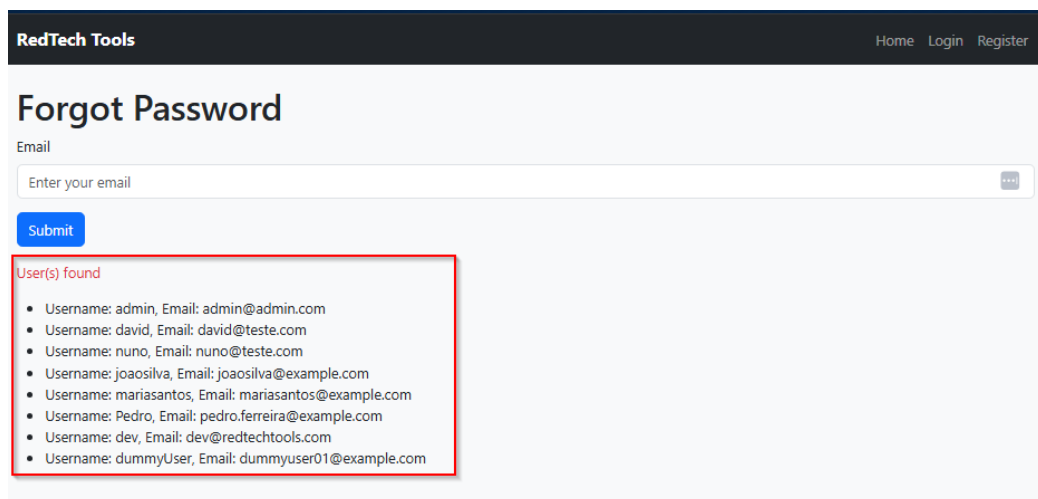 RedTech Tools
Home Login Register
Forgot Password
Email
Enter your email
Submit
User(s) found
• Username: admin, Email: admin@admin.com
• Username: david, Email: david@teste.com
• Username: nuno, Email: nuno@teste.com
• Username: joaosilva, Email: joaosilva@example.com
• Username: mariasantos, Email: mariasantos@example.com
• Username: Pedro, Email: pedro.ferreira@example.com
• Username: dev, Email: dev@redtechtools.com
• Username: dummyUser, Email: dummyuser01@example.com